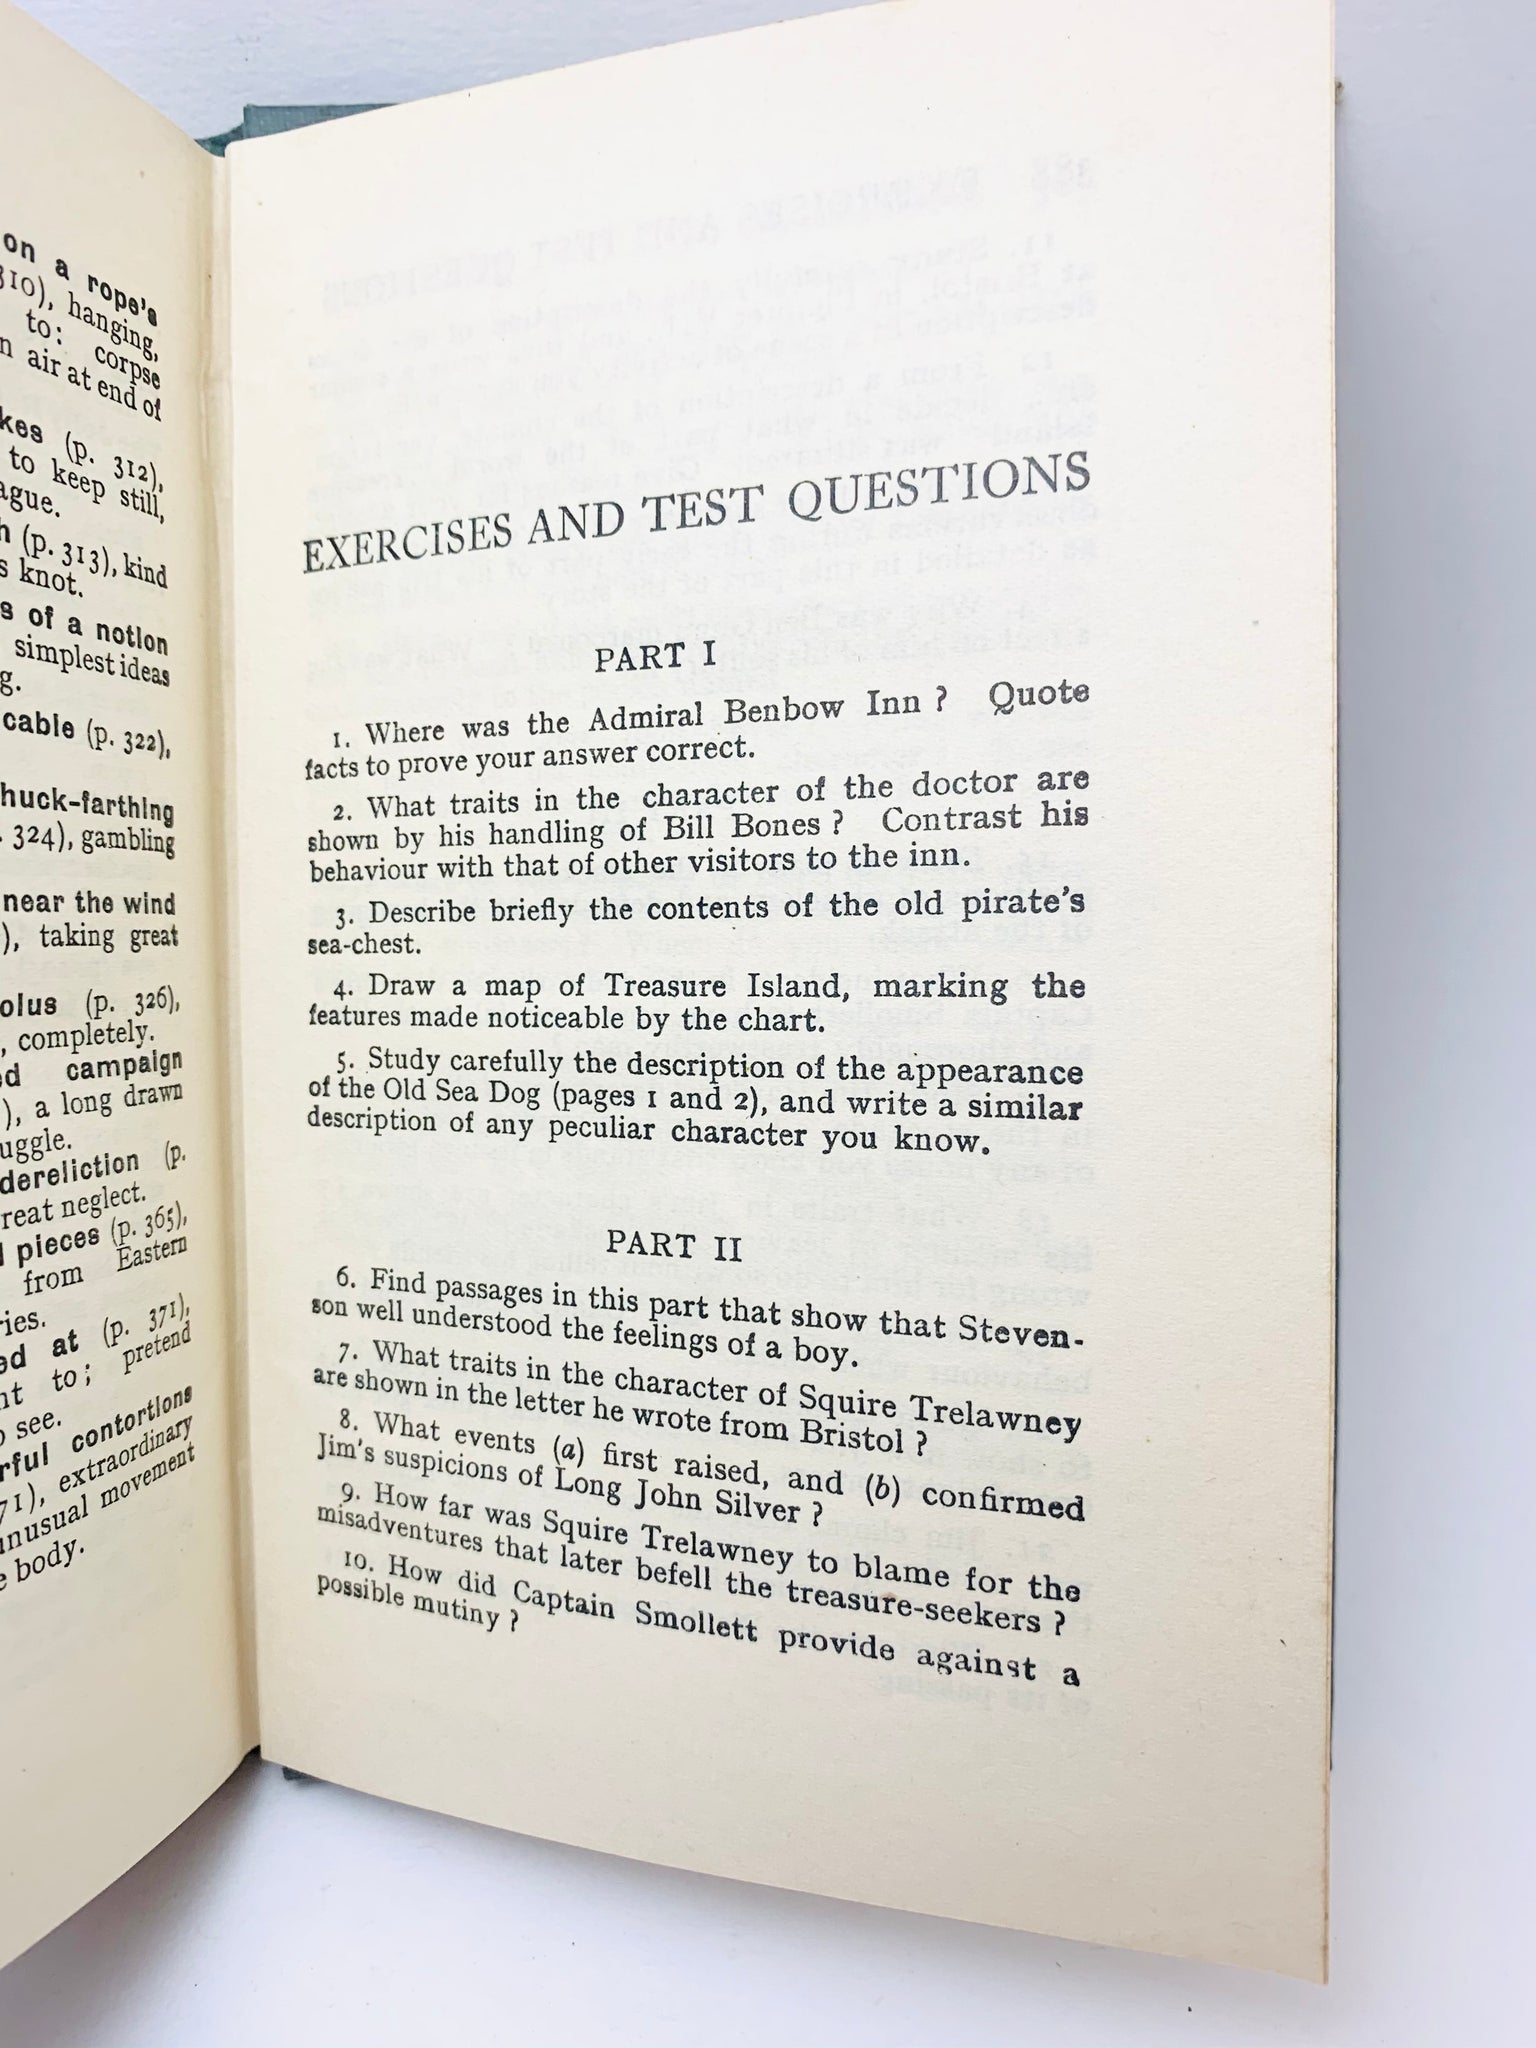 on a rope's
310), hanging,
to: corpse
n air at end of
kes (p. 312),
to keep still,
ague.
h (p. 313), kind
s knot.
s of a notion
simplest ideas
g.
cable (p. 322),
huck-farthing
. 324), gambling
near the wind
), taking great
olus (p. 326),
, completely.
ed campaign
), a long drawn
uggle.
dereliction (p.
reat neglect.
l pieces (p. 365),
from Eastern
ries.
ed at (p. 371),
nt to; pretend
o see.
rful contortions
71), extraordinary
unusual movement
e body.
EXERCISES AND TEST QUESTIONS
PART I
1. Where was the Admiral Benbow Inn ? Quote
facts to prove your answer correct.
2. What traits in the character of the doctor are
shown by his handling of Bill Bones ? Contrast his
behaviour with that of other visitors to the inn.
3. Describe briefly the contents of the old pirate's
sea-chest.
4. Draw a map of Treasure Island, marking the
features made noticeable by the chart.
5. Study carefully the description of the appearance
of the Old Sea Dog (pages 1 and 2), and write a similar
description of any peculiar character you know.
PART II
6. Find passages in this part that show that Steven-
son well understood the feelings of a boy.
7. What traits in the character of Squire Trelawney
are shown in the letter he wrote from Bristol ?
8. What events (a) first raised, and (b) confirmed
Jim's suspicions of Long John Silver ?
9. How far was Squire Trelawney to blame for the
misadventures that later befell the treasure-seekers ?
10. How did Captain Smollett provide against a
possible mutiny ?